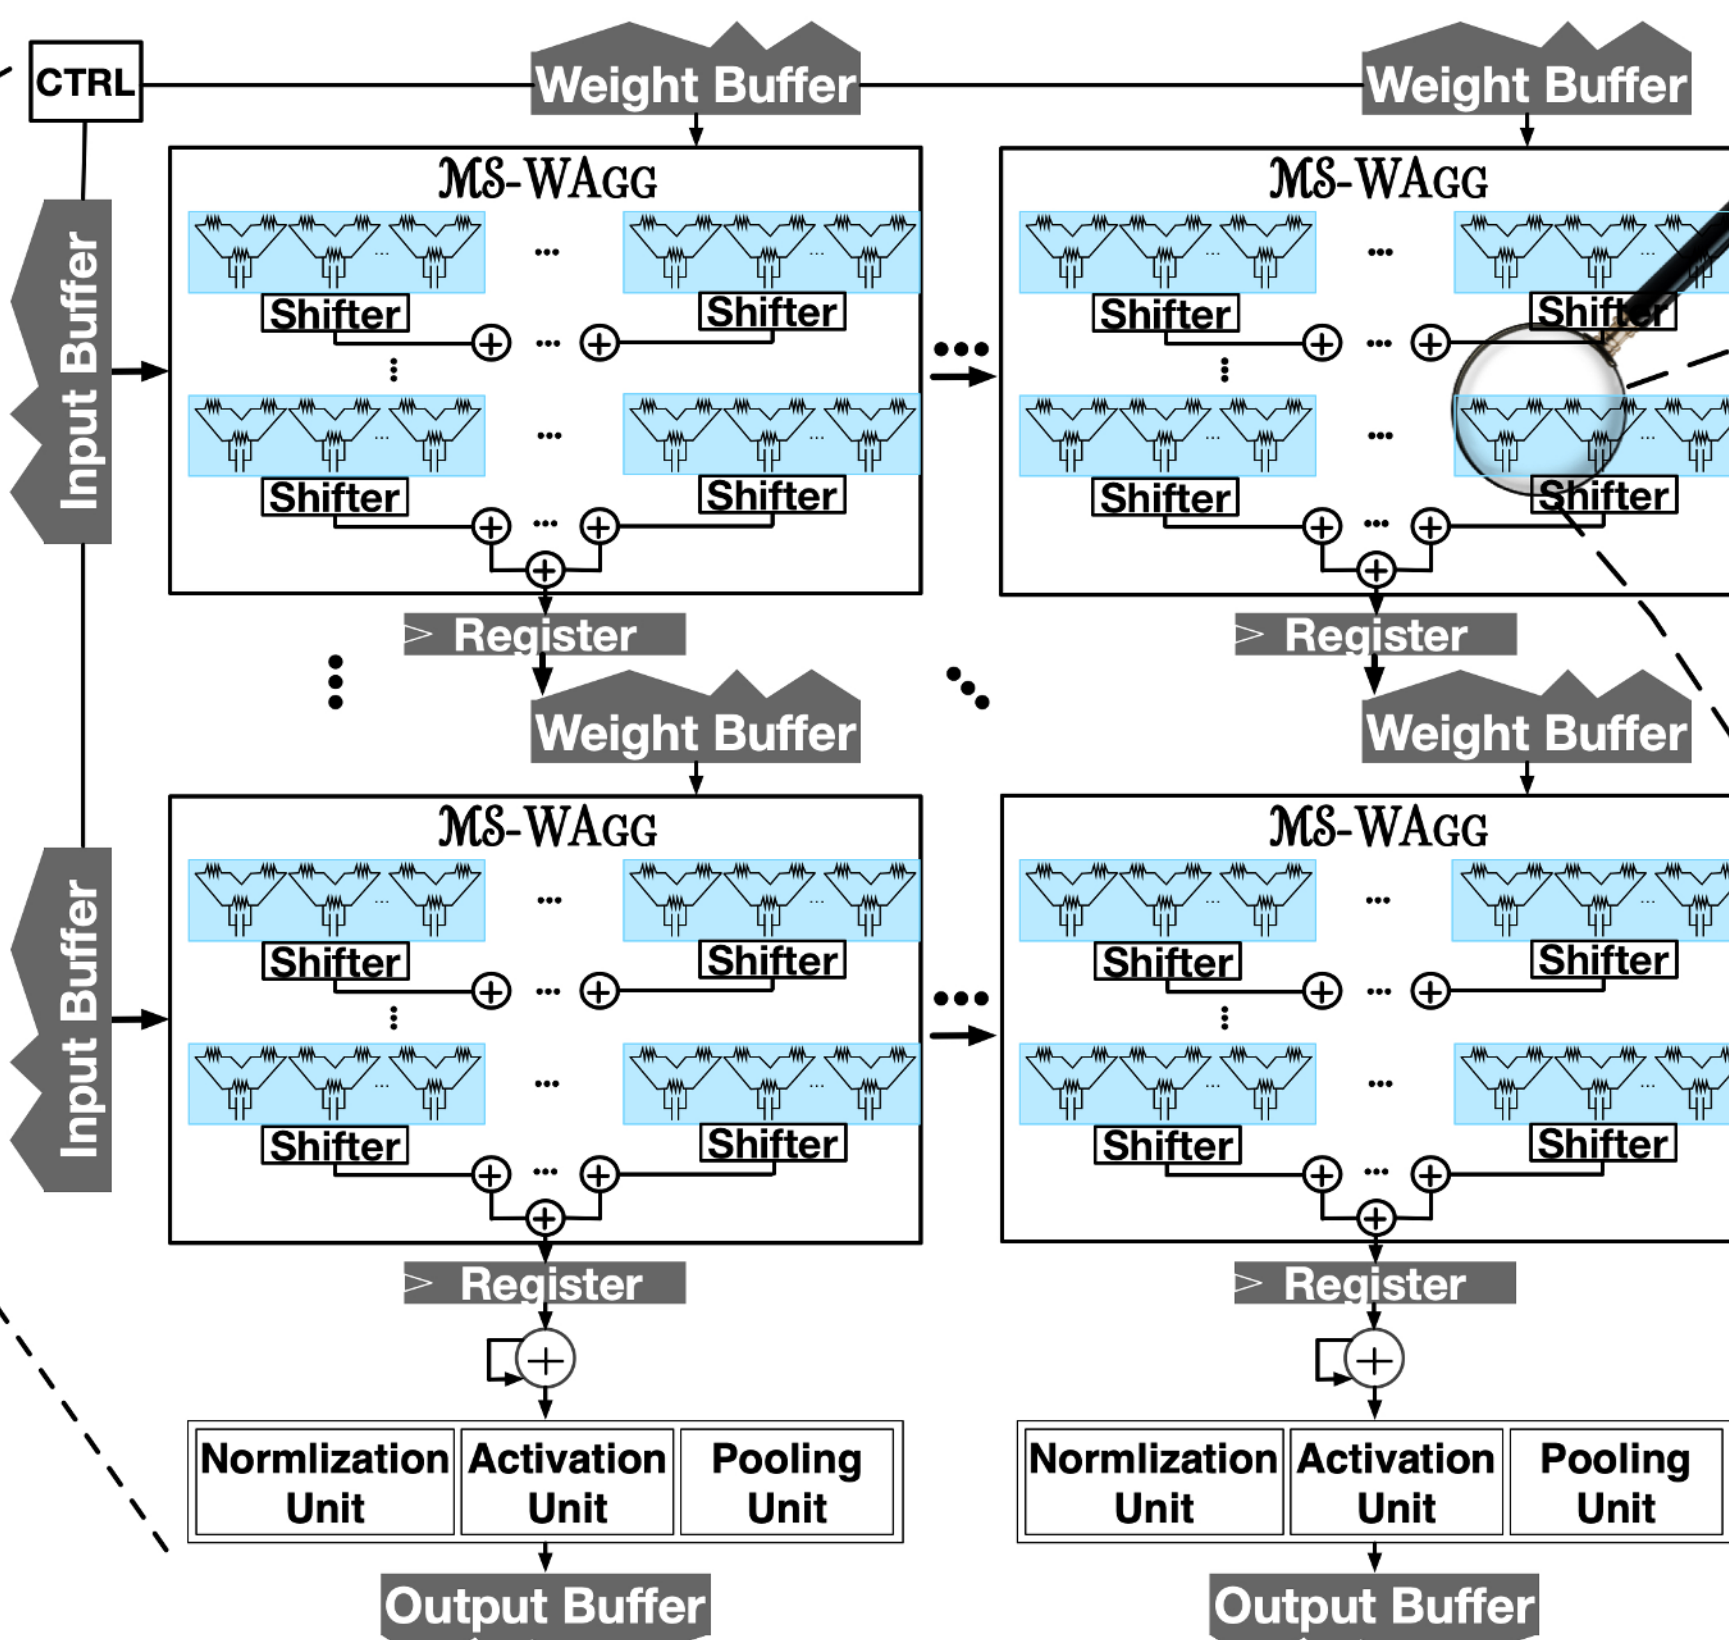 CTRL
Weight Buffer
Weight Buffer
Input Buffer
MS-WAGG
MS-WAGG
Shifter
Shifter
Shifter
Shifter
Shifter
Shifter
Shifter
Shifter
> Register
> Register
Weight Buffer
Weight Buffer
Input Buffer
MS-WAGG
MS-WAGG
Shifter
Shifter
Shifter
Shifter
Shifter
Shifter
Shifter
Shifter
> Register
> Register
Normlization
Unit
Activation
Unit
Pooling
Unit
Normlization
Unit
Activation
Unit
Pooling
Unit
Output Buffer
Output Buffer